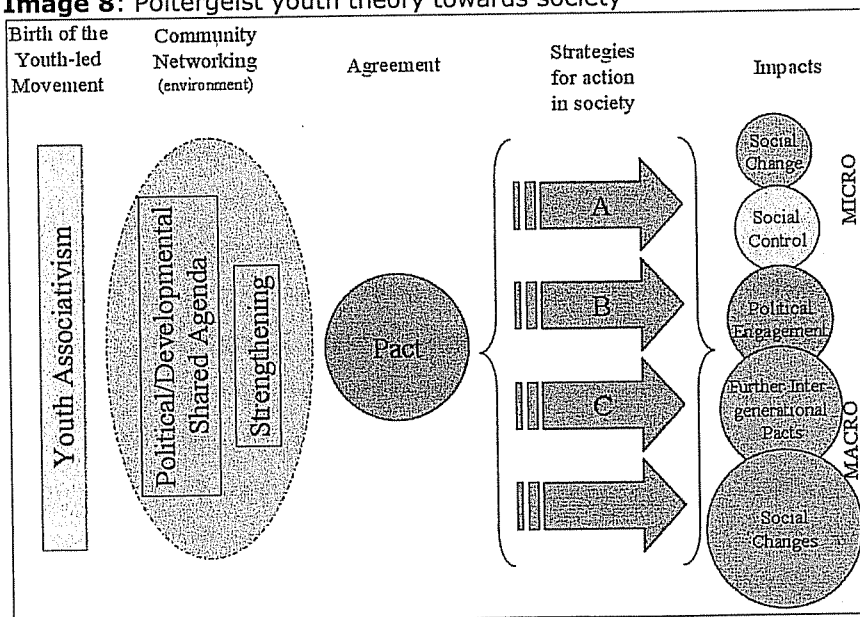 Image 8: Poltergeist youth theory towards society
Birth of the
Youth-led
Movement
Community
Networking
(environment)
Agreement
Strategies
for action
in society
Impacts
Youth Associativism
Political/Developmental
Shared Agenda
Strengthening
Pact
A
B
C
Social
Change
Social
Control
Political
Engagement
Further Inter-
generational
Pacts
Social
Changes
MICRO
MACRO